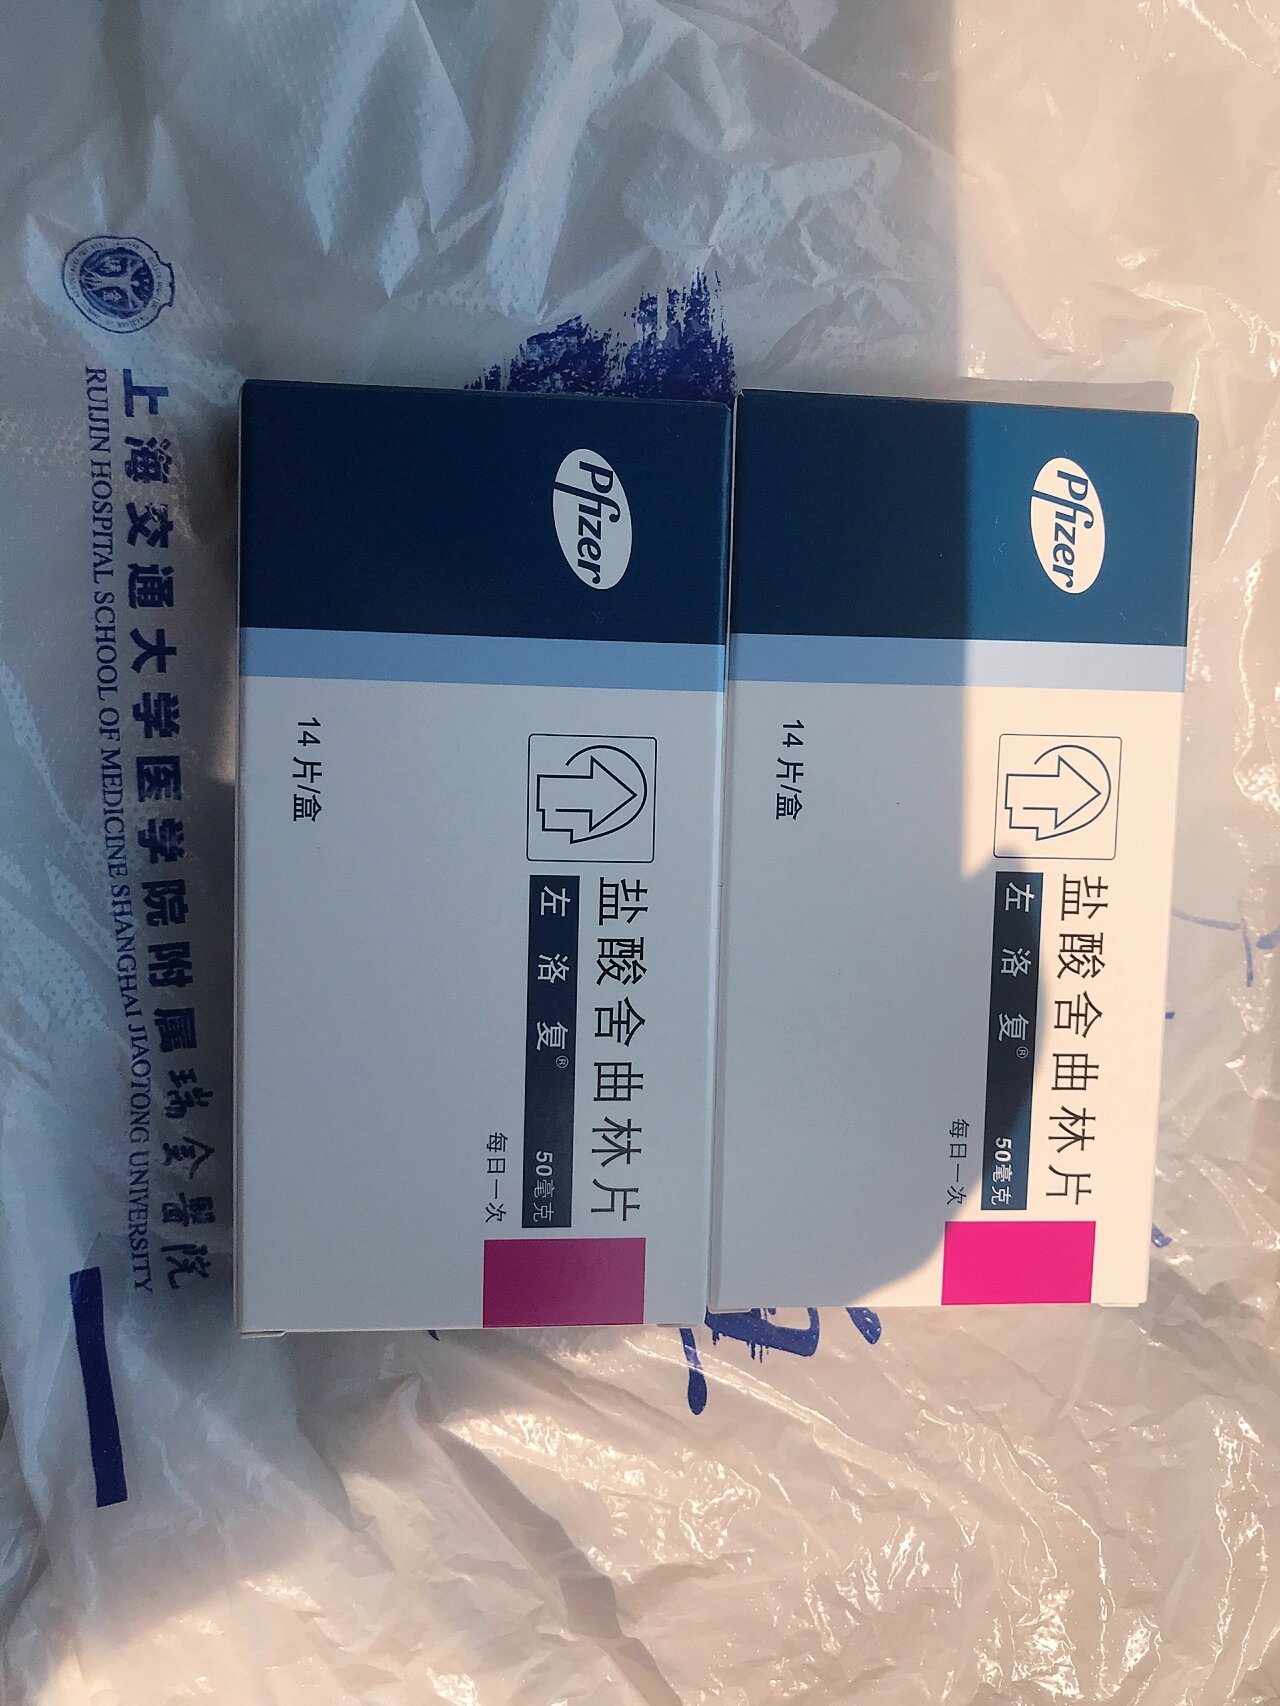 Pfizer
盐酸舍曲林片
左洛复® 50毫克
每日一次
14片/盒
Pfizer
盐酸舍曲林片
左洛复® 50毫克
每日一次
14片/盒
上海交通大学医学院附属瑞金醫院
RUIJIN HOSPITAL SCHOOL OF MEDICINE SHANGHAI JIAOTONG UNIVERSITY